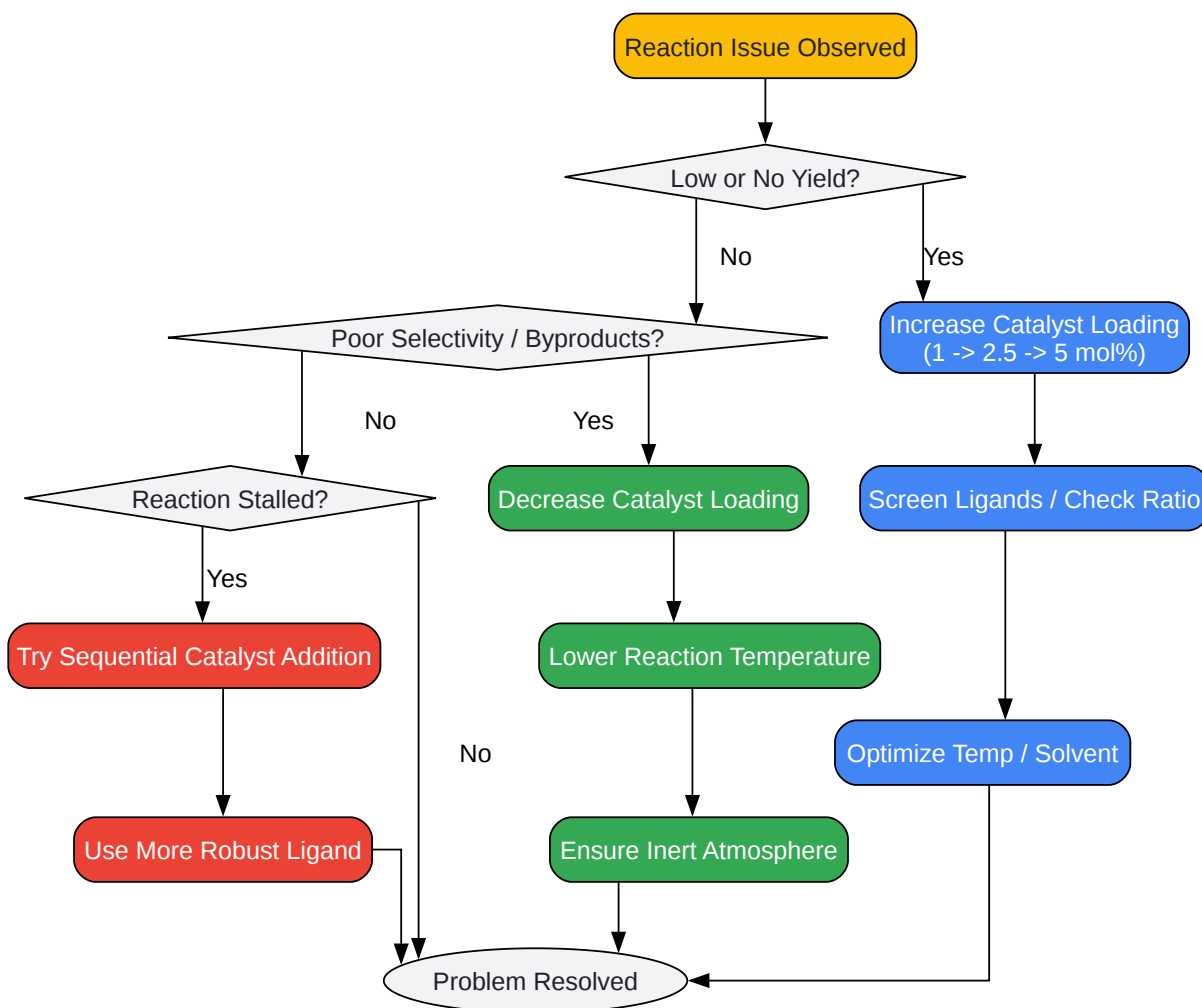 Reaction Issue Observed
Low or No Yield?
No
Yes
Increase Catalyst Loading
(1 -> 2.5 -> 5 mol%)
Poor Selectivity / Byproducts?
No
Yes
Reaction Stalled?
Decrease Catalyst Loading
Screen Ligands / Check Ratio
Yes
Try Sequential Catalyst Addition
Lower Reaction Temperature
No
Optimize Temp / Solvent
Use More Robust Ligand
Ensure Inert Atmosphere
Problem Resolved